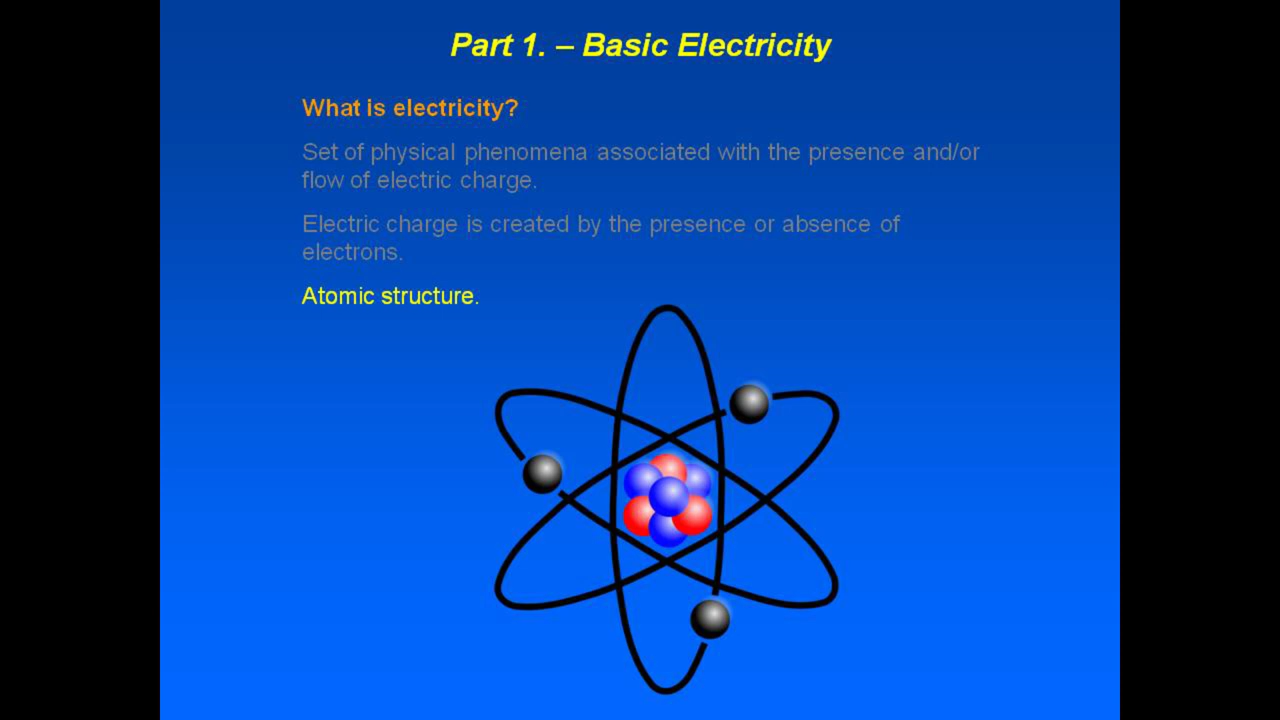 Part 1. – Basic Electricity
What is electricity?
Set of physical phenomena associated with the presence and/or
flow of electric charge.
Electric charge is created by the presence or absence of
electrons.
Atomic structure.